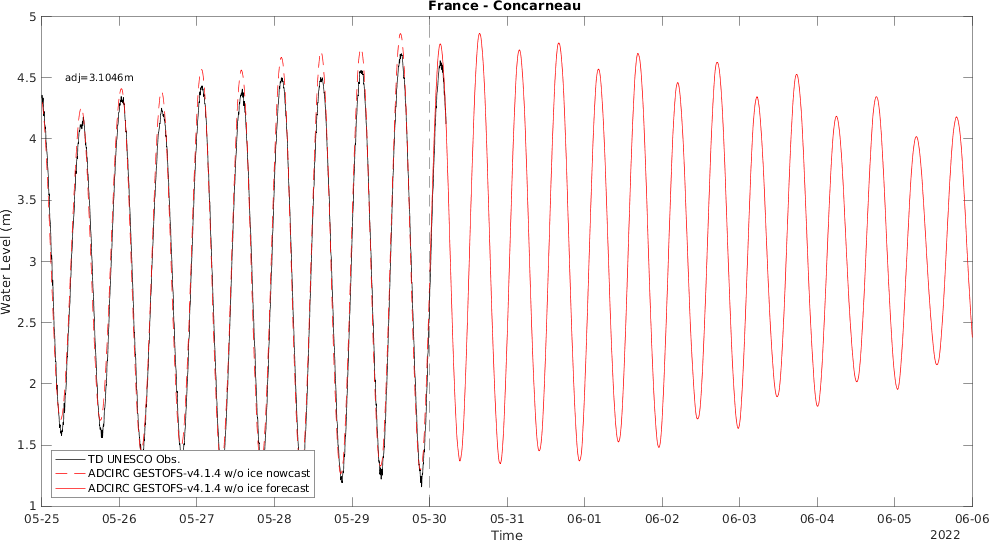 France - Concarneau
5
4.5
4
3.5
3
2.5
2
1.5
1
Water Level (m)
adj=3.1046m
TD UNESCO Obs.
ADCIRC GESTOFS-v4.1.4 w/o ice nowcast
ADCIRC GESTOFS-v4.1.4 w/o ice forecast
05-25 05-26 05-27 05-28 05-29 05-30 05-31 06-01 06-02 06-03 06-04 06-05 06-06
Time
2022